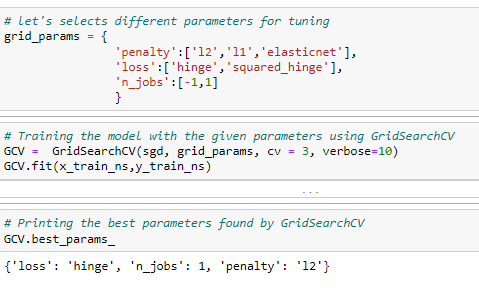 # let's selects different parameters for tuning
grid_params = {
'penalty':['l2','l1','elasticnet'],
'loss':['hinge','squared_hinge'],
'n_jobs':[-1,1]
}
# Training the model with the given parameters using GridSearchCV
GCV =  GridSearchCV(sgd, grid_params, cv = 3, verbose=10)
GCV.fit(x_train_ns,y_train_ns)
...
# Printing the best parameters found by GridSearchCV
GCV.best_params_
{'loss': 'hinge', 'n_jobs': 1, 'penalty': 'l2'}